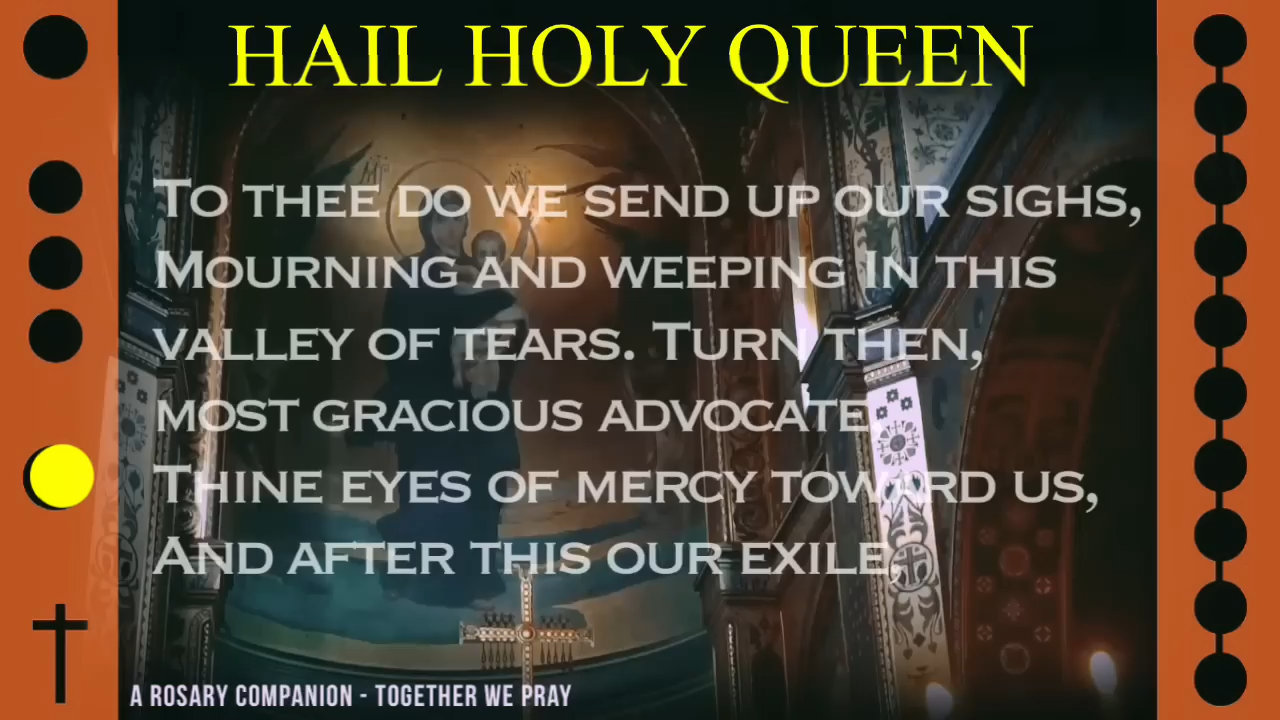 HAIL HOLY QUEEN
To thee do we send up our sighs,
Mourning and weeping In this
valley of tears. Turn then,
most gracious advocate
Thine eyes of mercy toward us,
And after this our exile,
A ROSARY COMPANION - TOGETHER WE PRAY